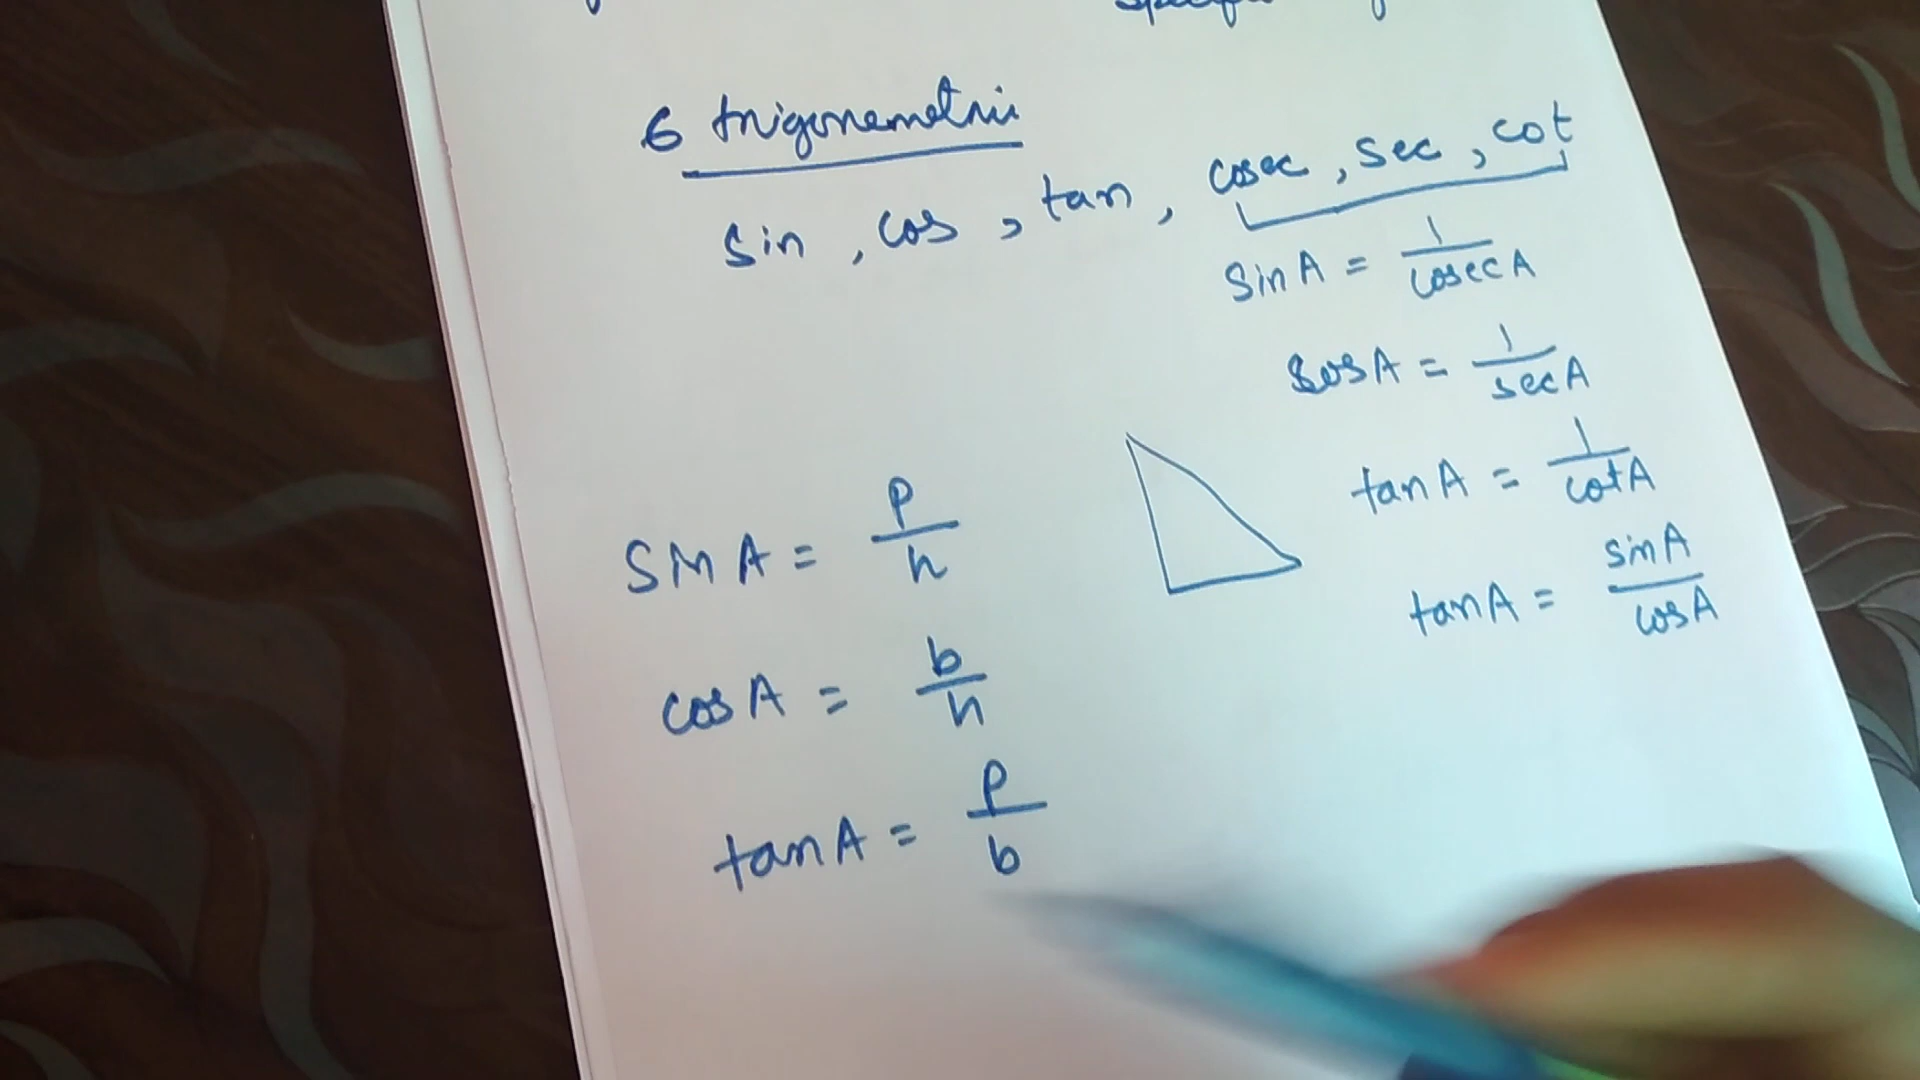 6 trigonometric
sin , cos , tan , cosec , sec , cot
sin A = 1/cosec A
cos A = 1/sec A
tan A = 1/cot A
tan A = sin A/cos A
sin A = p/h
cos A = b/h
tan A = p/b